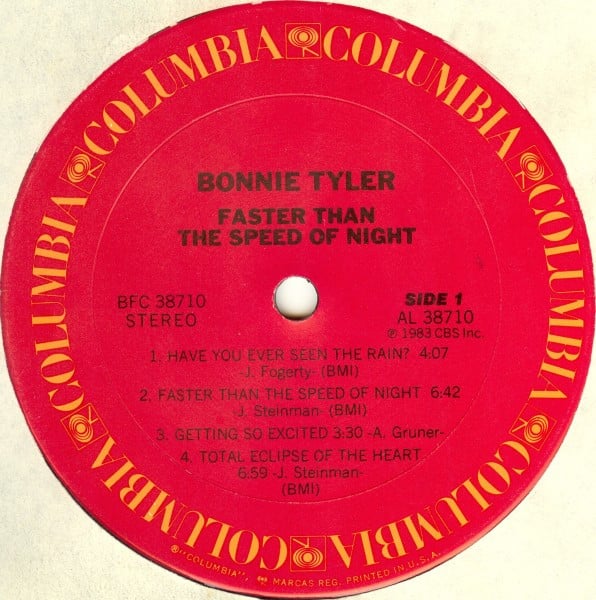 COLUMBIA COLUMBIA COLUMBIA COLUMBIA COLUMBIA COLUMBIA COLUMBIA COLUMBIA
BONNIE TYLER
FASTER THAN
THE SPEED OF NIGHT
BFC 38710
STEREO
SIDE 1
AL 38710
℗ 1983 CBS Inc.
1. HAVE YOU EVER SEEN THE RAIN? 4:07
-J. Fogerty- (BMI)
2. FASTER THAN THE SPEED OF NIGHT 6:42
-J. Steinman- (BMI)
3. GETTING SO EXCITED 3:30 -A. Gruner-
4. TOTAL ECLIPSE OF THE HEART
6:59 -J. Steinman-
(BMI)
® "COLUMBIA", MARCAS REG. PRINTED IN U.S.A.